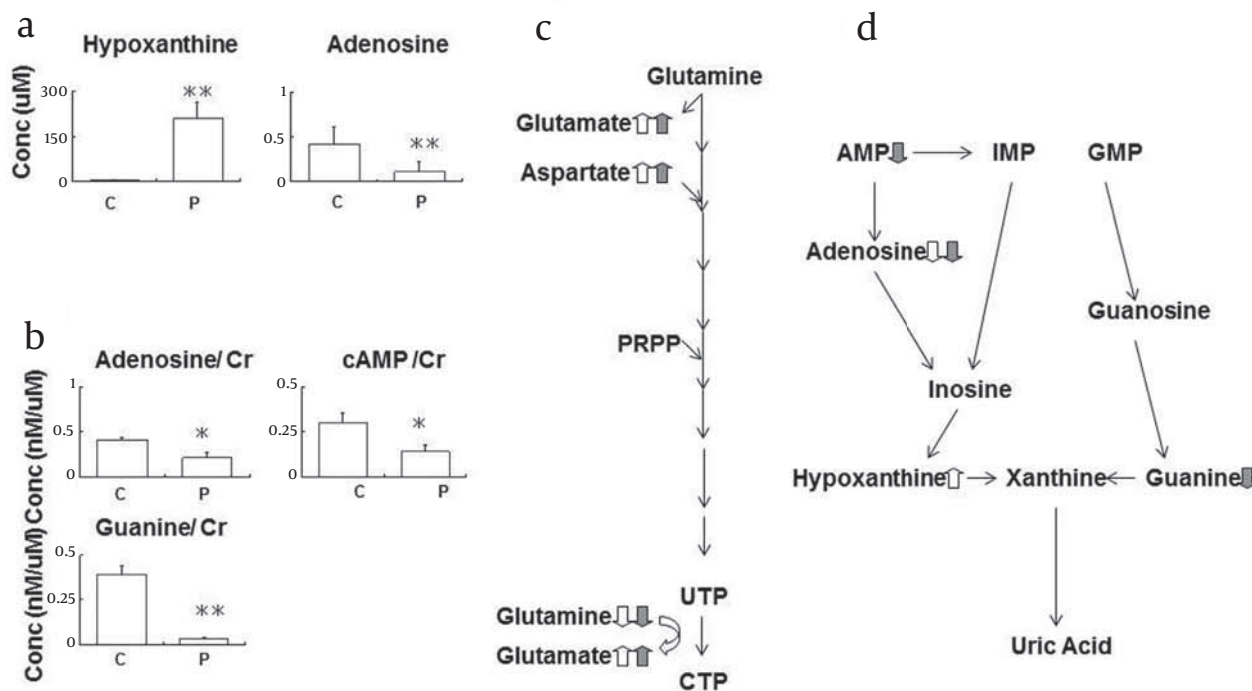 a
Hypoxanthine
Adenosine
Conc (uM)
300
150
0
**
C
P
1
0.5
0
**
C
P
b
Adenosine/ Cr
cAMP /Cr
Conc (nM/uM)
1
0.5
0
*
C
P
0.5
0.25
0
*
C
P
Guanine/ Cr
Conc (nM/uM)
0.5
0.25
0
**
C
P
c
Glutamine
Glutamate
Aspartate
PRPP
UTP
Glutamine
Glutamate
CTP
d
AMP
IMP
GMP
Adenosine
Guanosine
Inosine
Hypoxanthine
Xanthine
Guanine
Uric Acid